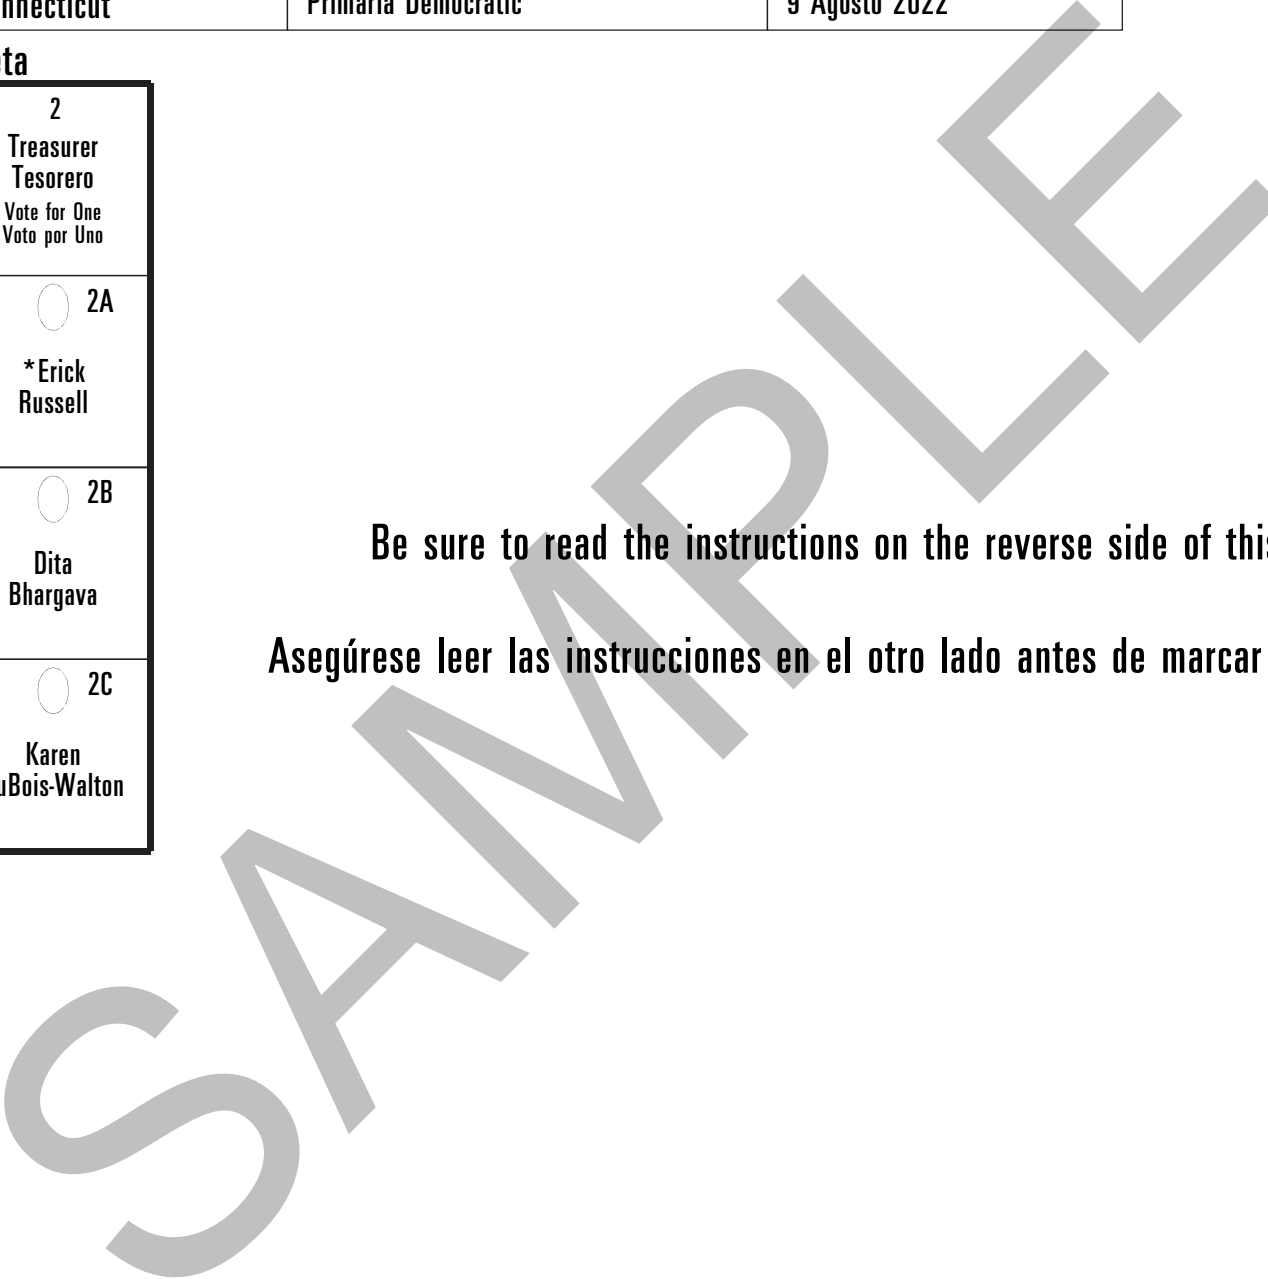 Primaria Democratic
9 Agosto 2022
2
Treasurer
Tesorero
Vote for One
Voto por Uno
2A
*Erick
Russell
2B
Dita
Bhargava
2C
Karen
uBois-Walton
Be sure to read the instructions on the reverse side of this
Asegúrese leer las instrucciones en el otro lado antes de marcar
SAMPLE